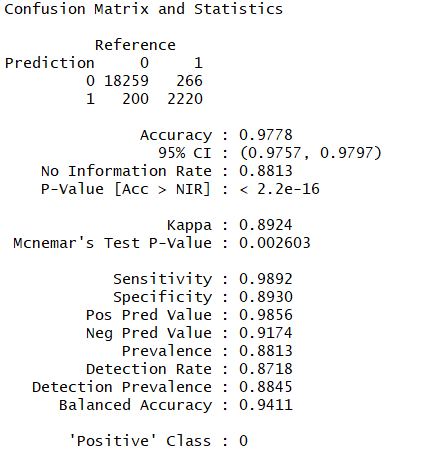 Confusion Matrix and Statistics
Reference
Prediction 0 1
0 18259 266
1 200 2220
Accuracy : 0.9778
95% CI : (0.9757, 0.9797)
No Information Rate : 0.8813
P-Value [Acc > NIR] : < 2.2e-16
Kappa : 0.8924
Mcnemar's Test P-Value : 0.002603
Sensitivity : 0.9892
Specificity : 0.8930
Pos Pred Value : 0.9856
Neg Pred Value : 0.9174
Prevalence : 0.8813
Detection Rate : 0.8718
Detection Prevalence : 0.8845
Balanced Accuracy : 0.9411
'Positive' Class : 0